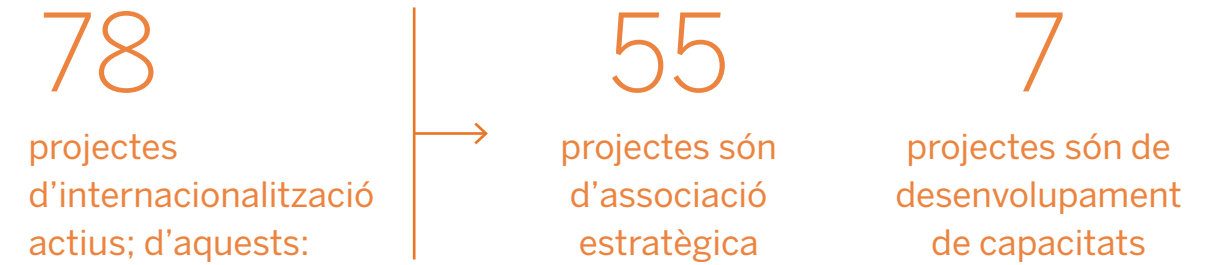 78
projectes
d’internacionalització
actius; d’aquests:
55
projectes són
d’associació
estratègica
7
projectes són de
desenvolupament
de capacitats